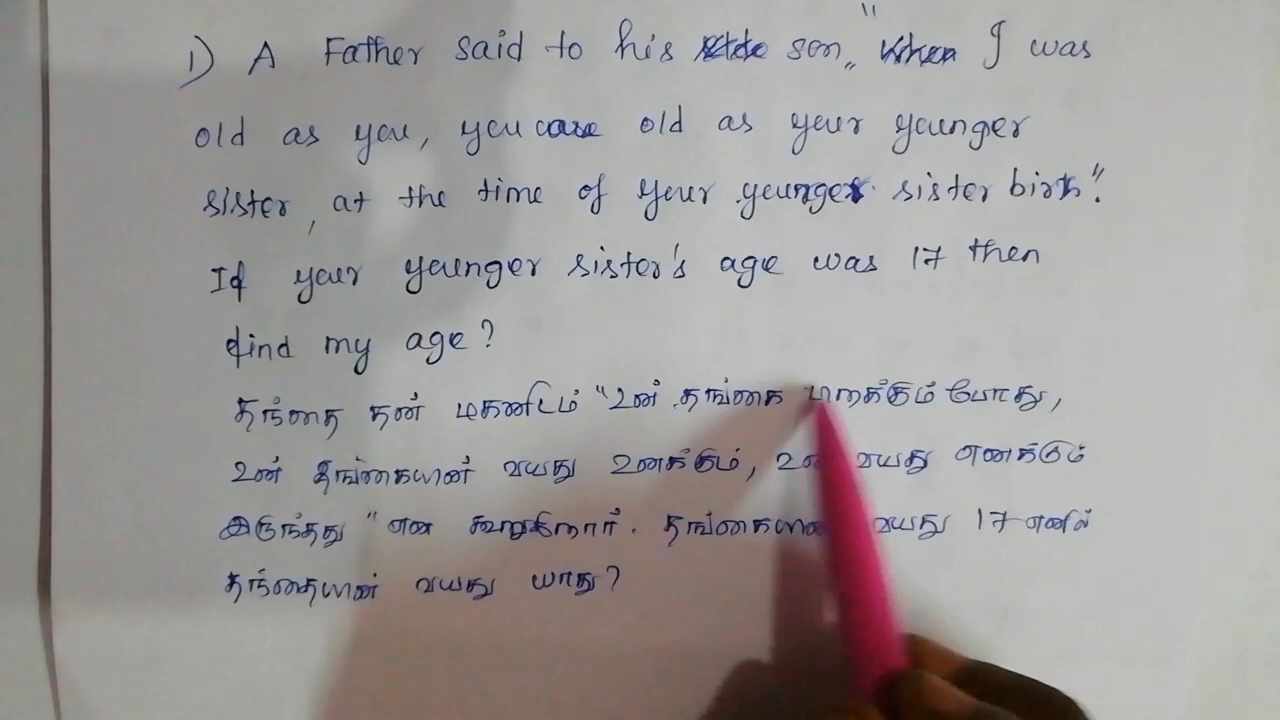 1) A Father said to his son," "When I was
old as you, you was old as your younger
sister, at the time of your younger sister birth".
If your younger sister's age was 17 then
find my age?
தந்தை தன் மகனிடம் "உன் தங்கை பிறக்கும் போது,
உன் தங்கையின் வயது உனக்கும், உன் வயது எனக்கும்
இருந்தது" என கூறுகிறார். தங்கையின் வயது 17 எனில்
தந்தையின் வயது யாது?